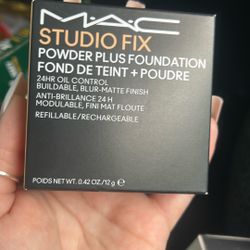 M·A·C
STUDIO FIX
POWDER PLUS FOUNDATION
FOND DE TEINT + POUDRE
24HR OIL CONTROL
BUILDABLE, BLUR-MATTE FINISH
ANTI-BRILLANCE 24 H
MODULABLE, FINI MAT FLOUTÉ
REFILLABLE/RECHARGEABLE
POIDS NET WT. 0.42 OZ./12 g ℮